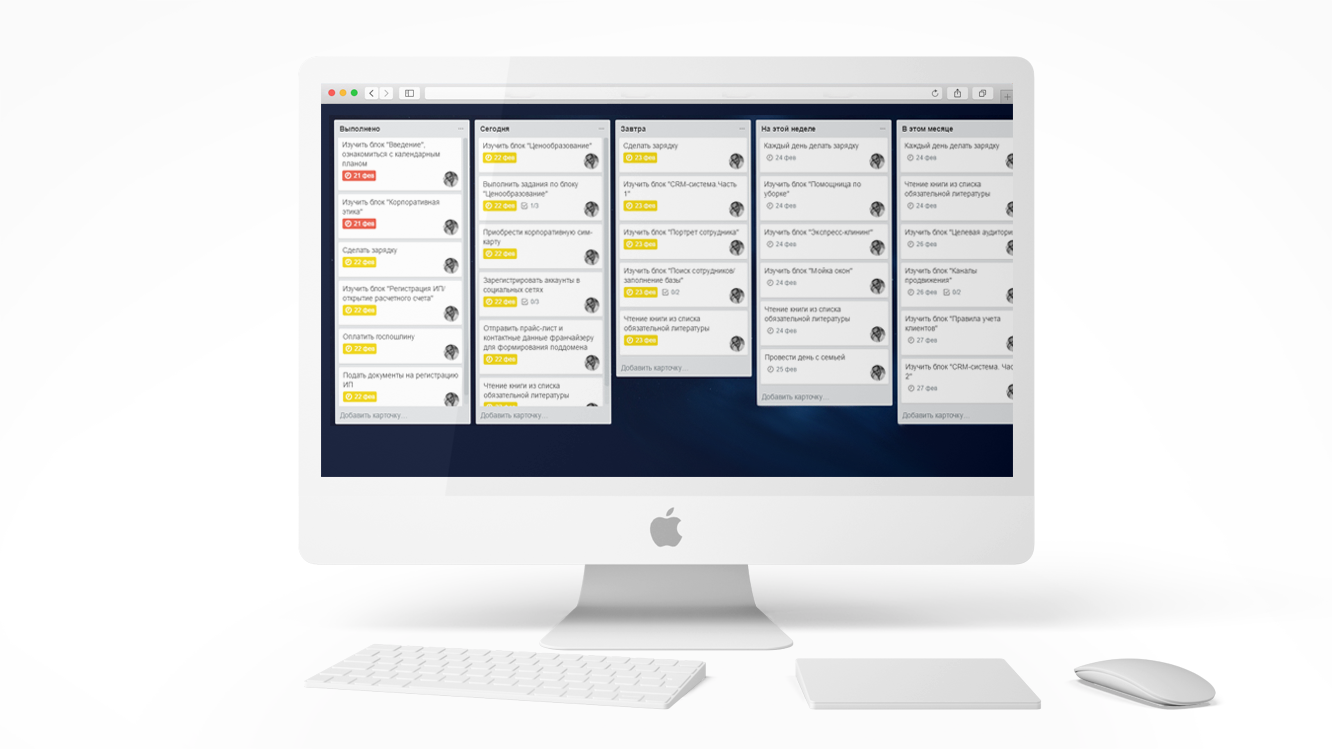 Выполнено
Изучить блок "Введение",
ознакомиться с календарным
планом
21 фев
Изучить блок "Корпоративная
этика"
21 фев
Сделать зарядку
22 фев
Изучить блок "Регистрация ИП/
открытие расчетного счета"
22 фев
Оплатить госпошлину
22 фев
Подать документы на регистрацию
ИП
22 фев
Добавить карточку...
Сегодня
Изучить блок "Ценообразование"
22 фев
Выполнить задания по блоку
"Ценообразование"
22 фев 1/3
Приобрести корпоративную сим-
карту
22 фев
Зарегистрировать аккаунты в
социальных сетях
22 фев 0/3
Отправить прайс-лист и
контактные данные франчайзеру
для формирования поддомена
22 фев
Чтение книги из списка
обязательной литературы
Добавить карточку...
Завтра
Сделать зарядку
23 фев
Изучить блок "CRM-система.Часть
1"
23 фев
Изучить блок "Портрет сотрудника"
23 фев
Изучить блок "Поиск сотрудников/
заполнение базы"
23 фев 0/2
Чтение книги из списка
обязательной литературы
23 фев
Добавить карточку...
На этой неделе
Каждый день делать зарядку
24 фев
Изучить блок "Помощница по
уборке"
24 фев
Изучить блок "Экспресс-клининг"
24 фев
Изучить блок "Мойка окон"
24 фев
Чтение книги из списка
обязательной литературы
24 фев
Провести день с семьей
25 фев
Добавить карточку...
В этом месяце
Каждый день делать зарядку
24 фев
Чтение книги из списка
обязательной литературы
24 фев
Изучить блок "Целевая аудитори
26 фев
Изучить блок "Каналы
продвижения"
26 фев 0/2
Изучить блок "Правила учета
клиентов"
27 фев
Изучить блок "CRM-система. Час
2"
27 фев
Добавить карточку...